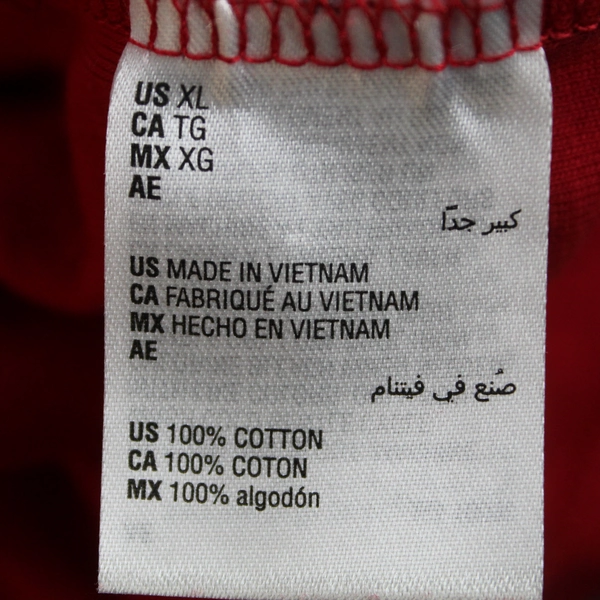 US XL
CA TG
MX XG
AE
كبير جدًا
US MADE IN VIETNAM
CA FABRIQUÉ AU VIETNAM
MX HECHO EN VIETNAM
AE
صُنع في فيتنام
US 100% COTTON
CA 100% COTON
MX 100% algodón